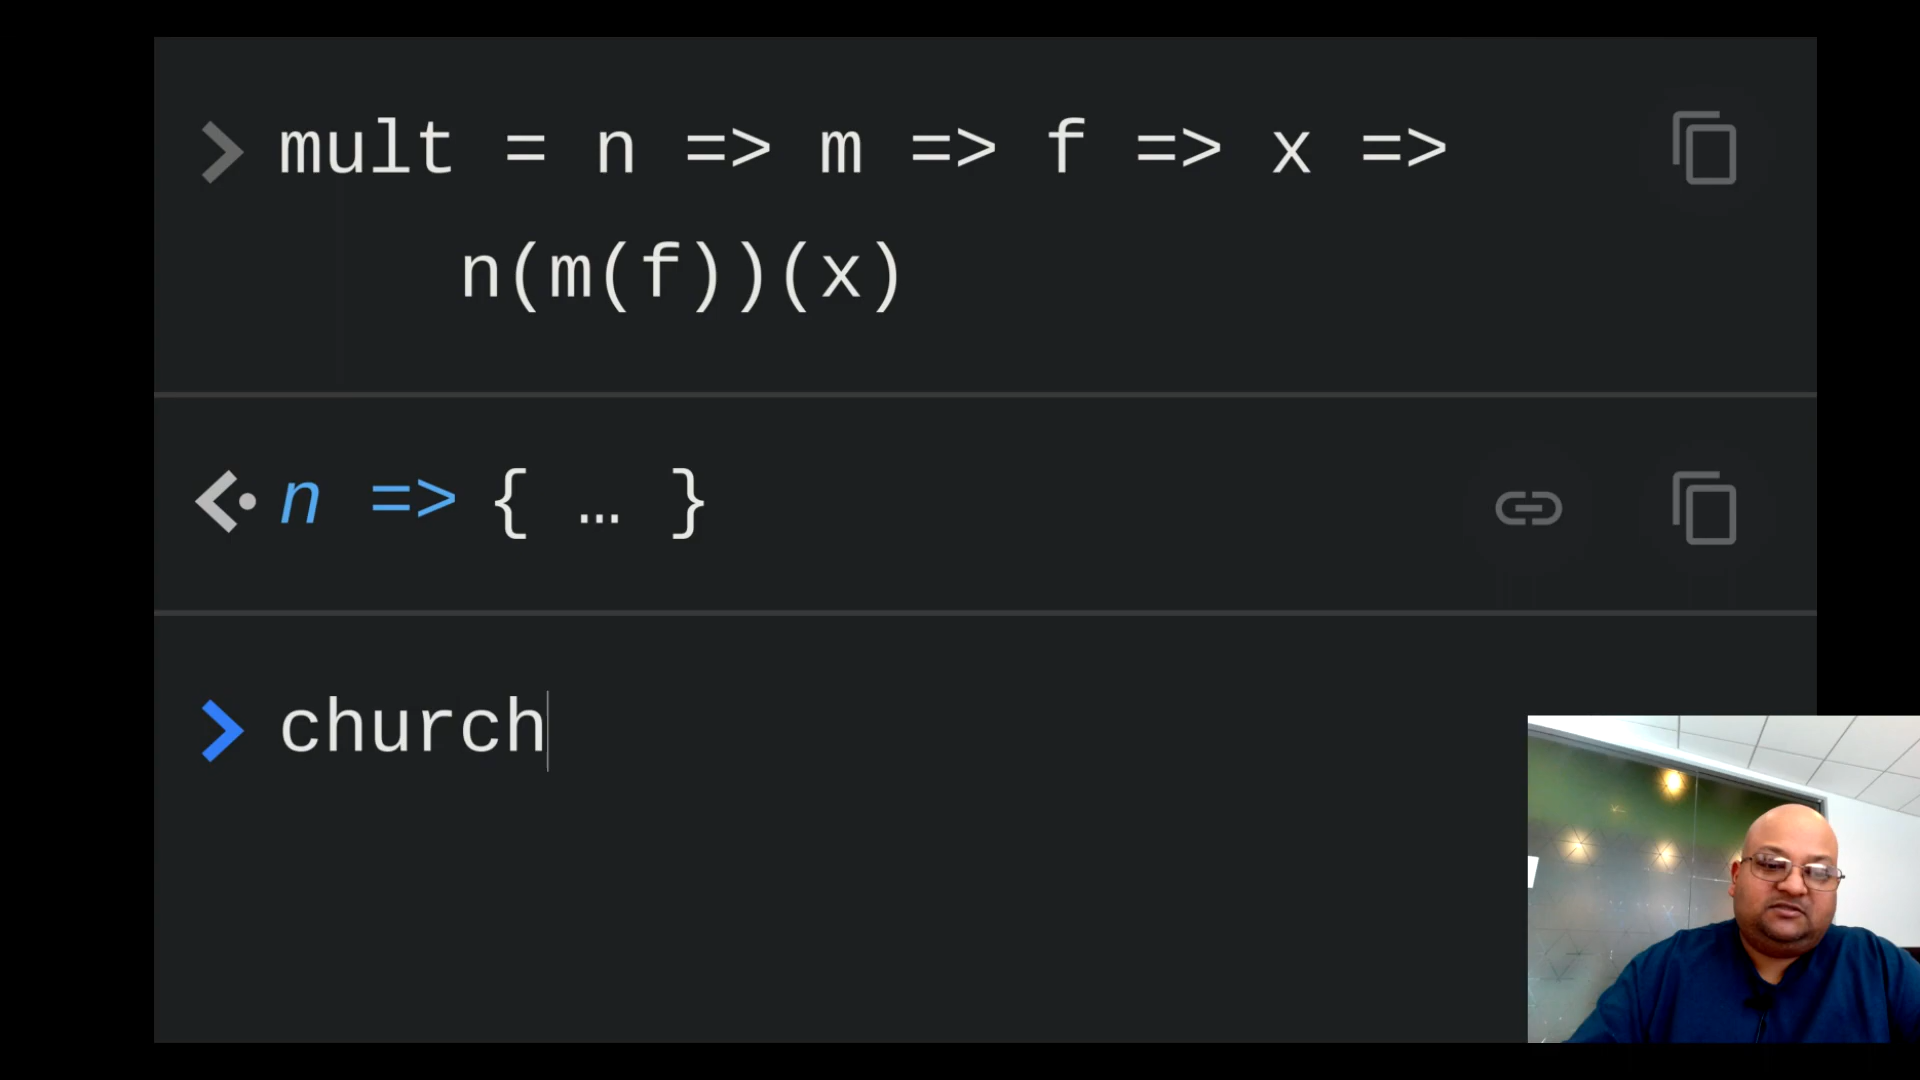 > mult = n => m => f => x =>
n(m(f))(x)
n => { … }
> church